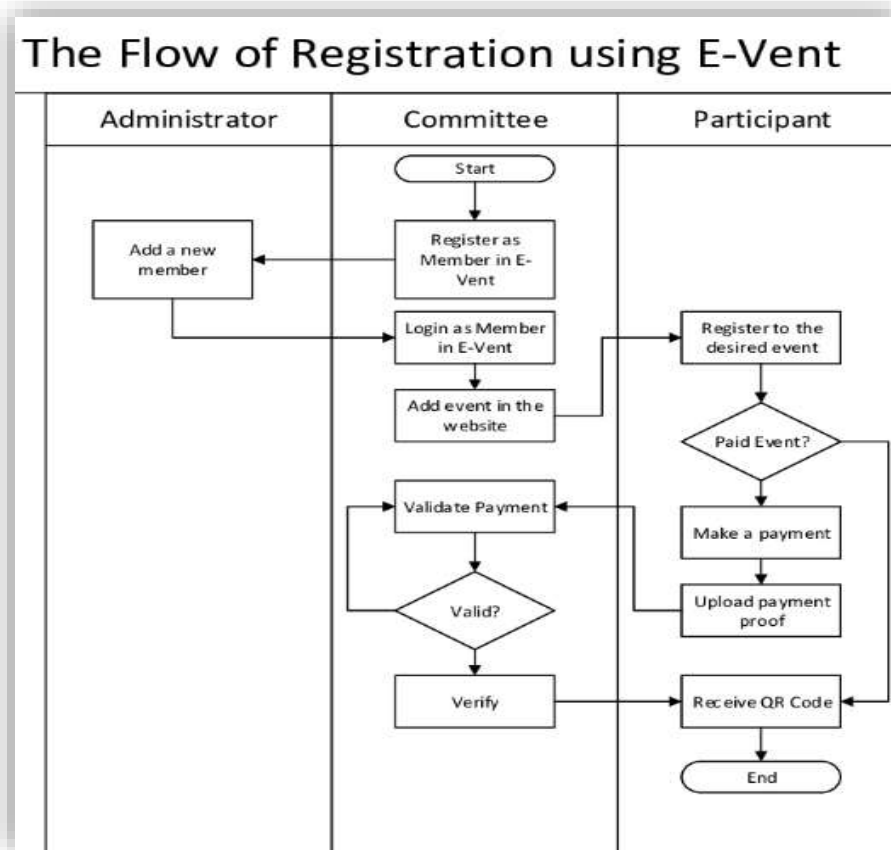 The Flow of Registration using E-Vent
Administrator
Committee
Participant
Start
Register as
Member in E-
Vent
Add a new
member
Login as Member
in E-Vent
Register to the
desired event
Add event in the
website
Paid Event?
Validate Payment
Make a payment
Upload payment
proof
Valid?
Verify
Receive QR Code
End